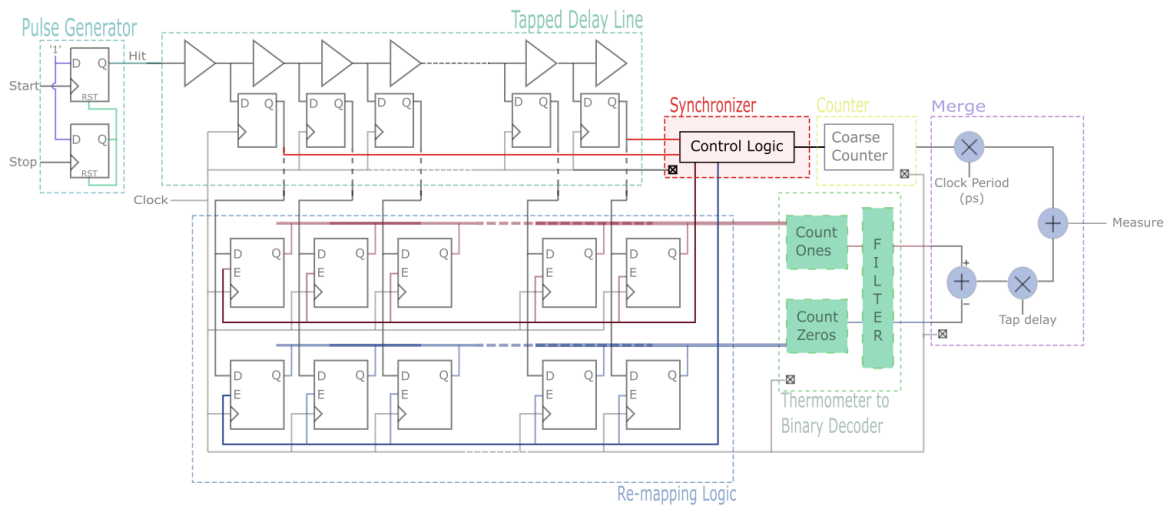 Pulse Generator
Tapped Delay Line
'1'
D Q
Hit
Start
RST
D Q
Stop
RST
D Q
D Q
D Q
D Q
D Q
Synchronizer
Control Logic
Counter
Coarse
Counter
Merge
Clock Period
(ps)
Clock
Measure
D Q
E
D Q
E
D Q
E
D Q
E
D Q
E
Count
Ones
FILTER
+
+
+
−
Tap delay
Count
Zeros
D Q
E
D Q
E
D Q
E
D Q
E
D Q
E
Thermometer to
Binary Decoder
Re-mapping Logic